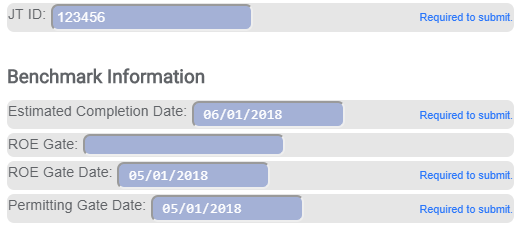 JT ID: 123456 Required to submit.
Benchmark Information
Estimated Completion Date: 06/01/2018 Required to submit.
ROE Gate:
ROE Gate Date: 05/01/2018 Required to submit.
Permitting Gate Date: 05/01/2018 Required to submit.